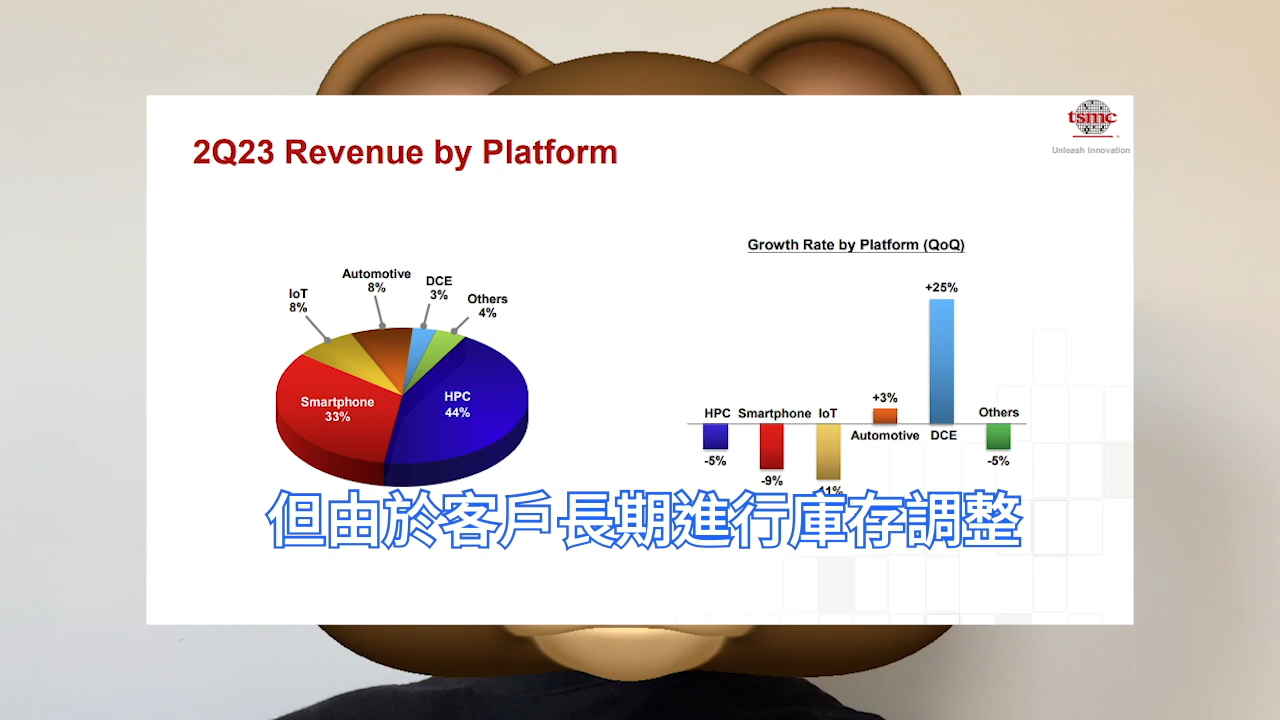 tsmc
Unleash Innovation
2Q23 Revenue by Platform
Growth Rate by Platform (QoQ)
Automotive
8%
DCE
3%
IoT
8%
Others
4%
Smartphone
33%
HPC
44%
+25%
+3%
HPC
Smartphone
IoT
Others
Automotive
DCE
-5%
-9%
-11%
-5%
但由於客戶長期進行庫存調整